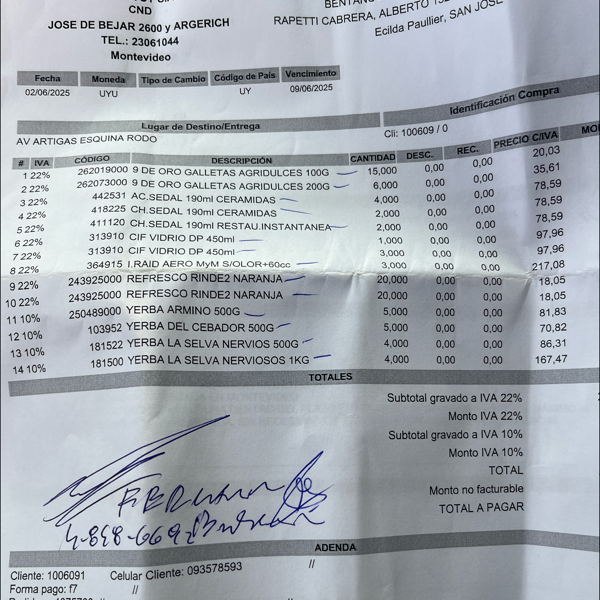 CND
JOSE DE BEJAR 2600 y ARGERICH
TEL.: 23061044
Montevideo
RAPETTI CABRERA, ALBERTO
Ecilda Paullier, SAN JOSE
Fecha Moneda Tipo de Cambio Código de País Vencimiento
02/06/2025 UYU UY 09/06/2025
Lugar de Destino/Entrega Identificación Compra
AV ARTIGAS ESQUINA RODO Cli: 100609 / 0
# IVA CÓDIGO DESCRIPCIÓN CANTIDAD DESC. REC. PRECIO C/IVA
1 22% 262019000 9 DE ORO GALLETAS AGRIDULCES 100G 15,000 0,00 0,00 20,03
2 22% 262073000 9 DE ORO GALLETAS AGRIDULCES 200G 6,000 0,00 0,00 35,61
3 22% 442531 AC.SEDAL 190ml CERAMIDAS 4,000 0,00 0,00 78,59
4 22% 418225 CH.SEDAL 190ml CERAMIDAS 2,000 0,00 0,00 78,59
5 22% 411120 CH.SEDAL 190ml RESTAU.INSTANTANEA 2,000 0,00 0,00 78,59
6 22% 313910 CIF VIDRIO DP 450ml 1,000 0,00 0,00 97,96
7 22% 313910 CIF VIDRIO DP 450ml 3,000 0,00 0,00 97,96
8 22% 364915 I.RAID AERO MyM S/OLOR+60cc 3,000 0,00 0,00 217,08
9 22% 243925000 REFRESCO RINDE2 NARANJA 20,000 0,00 0,00 18,05
10 22% 243925000 REFRESCO RINDE2 NARANJA 20,000 0,00 0,00 18,05
11 10% 250489000 YERBA ARMINO 500G 5,000 0,00 0,00 81,83
12 10% 103952 YERBA DEL CEBADOR 500G 5,000 0,00 0,00 70,82
13 10% 181522 YERBA LA SELVA NERVIOS 500G 4,000 0,00 0,00 86,31
14 10% 181500 YERBA LA SELVA NERVIOSOS 1KG 4,000 0,00 0,00 167,47
TOTALES
Subtotal gravado a IVA 22%
Monto IVA 22%
Subtotal gravado a IVA 10%
Monto IVA 10%
TOTAL
Monto no facturable
TOTAL A PAGAR
ADENDA
Cliente: 1006091 Celular Cliente: 093578593 //
Forma pago: f7 //